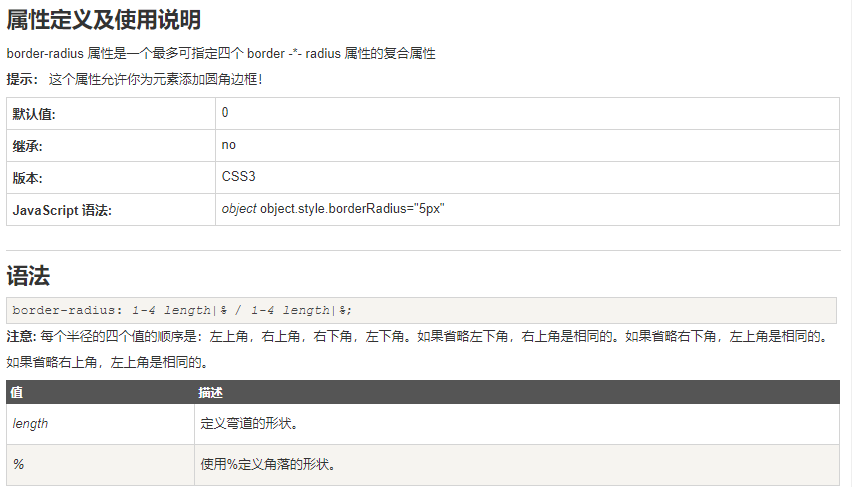 属性定义及使用说明
border-radius 属性是一个最多可指定四个 border -*- radius 属性的复合属性
提示： 这个属性允许你为元素添加圆角边框！
默认值: 0
继承: no
版本: CSS3
JavaScript 语法: object object.style.borderRadius="5px"
语法
border-radius: 1-4 length|% / 1-4 length|%;
注意: 每个半径的四个值的顺序是：左上角，右上角，右下角，左下角。如果省略左下角，右上角是相同的。如果省略右下角，左上角是相同的。
如果省略右上角，左上角是相同的。
值 描述
length 定义弯道的形状。
% 使用%定义角落的形状。